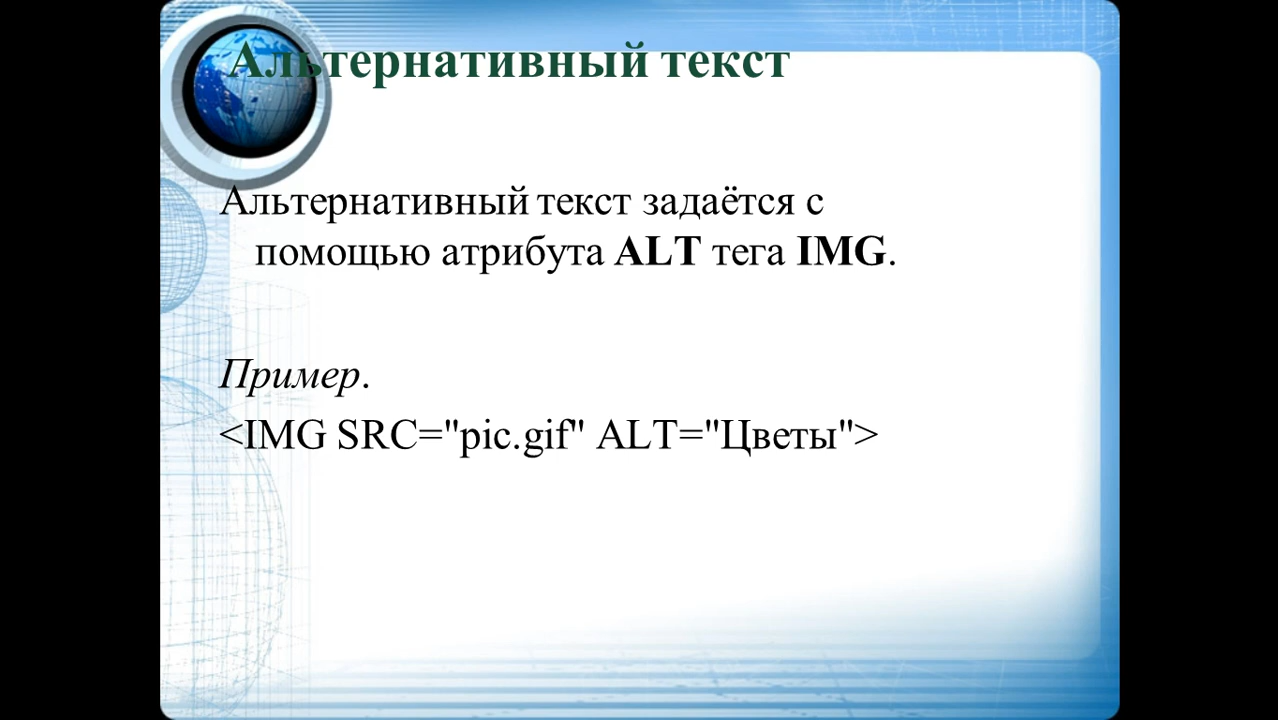 Альтернативный текст
Альтернативный текст задаётся с
помощью атрибута ALT тега IMG.
Пример.
<IMG SRC="pic.gif" ALT="Цветы">